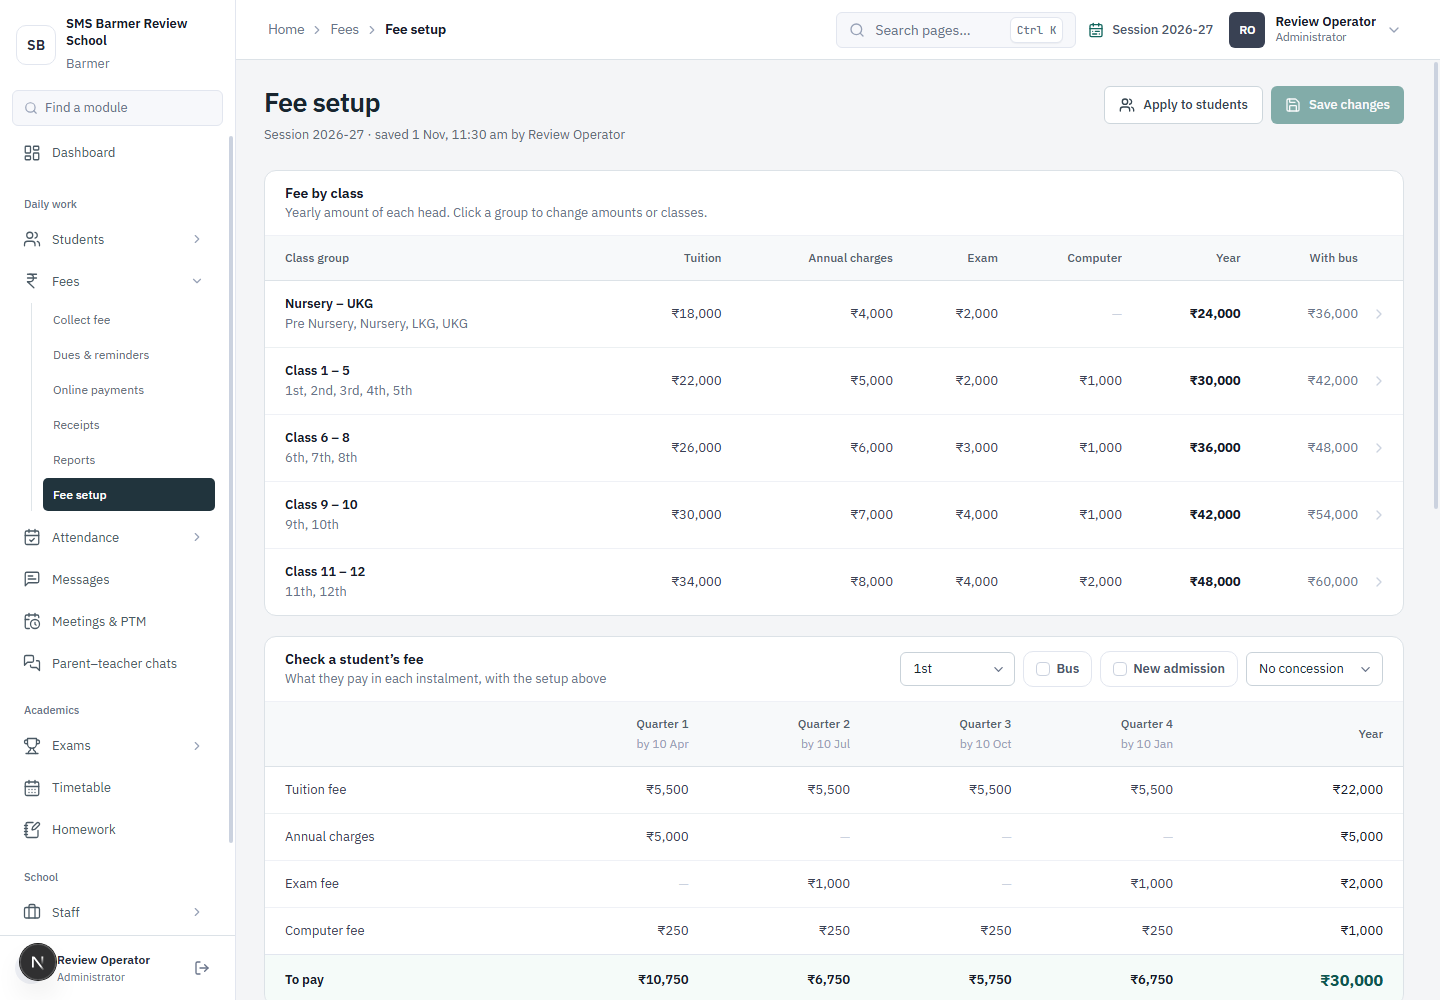 SMS Barmer Review School
Barmer
SB
Find a module
Dashboard
Daily work
Students
Fees
Collect fee
Dues & reminders
Online payments
Receipts
Reports
Fee setup
Attendance
Messages
Meetings & PTM
Parent–teacher chats
Academics
Exams
Timetable
Homework
School
Staff
N
Review Operator
Administrator
Home > Fees > Fee setup
Search pages... Ctrl K
Session 2026-27
RO
Review Operator
Administrator
Fee setup
Session 2026-27 · saved 1 Nov, 11:30 am by Review Operator
Apply to students
Save changes
Fee by class
Yearly amount of each head. Click a group to change amounts or classes.
Class group Tuition Annual charges Exam Computer Year With bus
Nursery – UKG
Pre Nursery, Nursery, LKG, UKG
₹18,000 ₹4,000 ₹2,000 — ₹24,000 ₹36,000
Class 1 – 5
1st, 2nd, 3rd, 4th, 5th
₹22,000 ₹5,000 ₹2,000 ₹1,000 ₹30,000 ₹42,000
Class 6 – 8
6th, 7th, 8th
₹26,000 ₹6,000 ₹3,000 ₹1,000 ₹36,000 ₹48,000
Class 9 – 10
9th, 10th
₹30,000 ₹7,000 ₹4,000 ₹1,000 ₹42,000 ₹54,000
Class 11 – 12
11th, 12th
₹34,000 ₹8,000 ₹4,000 ₹2,000 ₹48,000 ₹60,000
Check a student’s fee
What they pay in each instalment, with the setup above
1st
Bus
New admission
No concession
Quarter 1 Quarter 2 Quarter 3 Quarter 4 Year
by 10 Apr by 10 Jul by 10 Oct by 10 Jan
Tuition fee ₹5,500 ₹5,500 ₹5,500 ₹5,500 ₹22,000
Annual charges ₹5,000 — — — ₹5,000
Exam fee — ₹1,000 — ₹1,000 ₹2,000
Computer fee ₹250 ₹250 ₹250 ₹250 ₹1,000
To pay ₹10,750 ₹6,750 ₹5,750 ₹6,750 ₹30,000